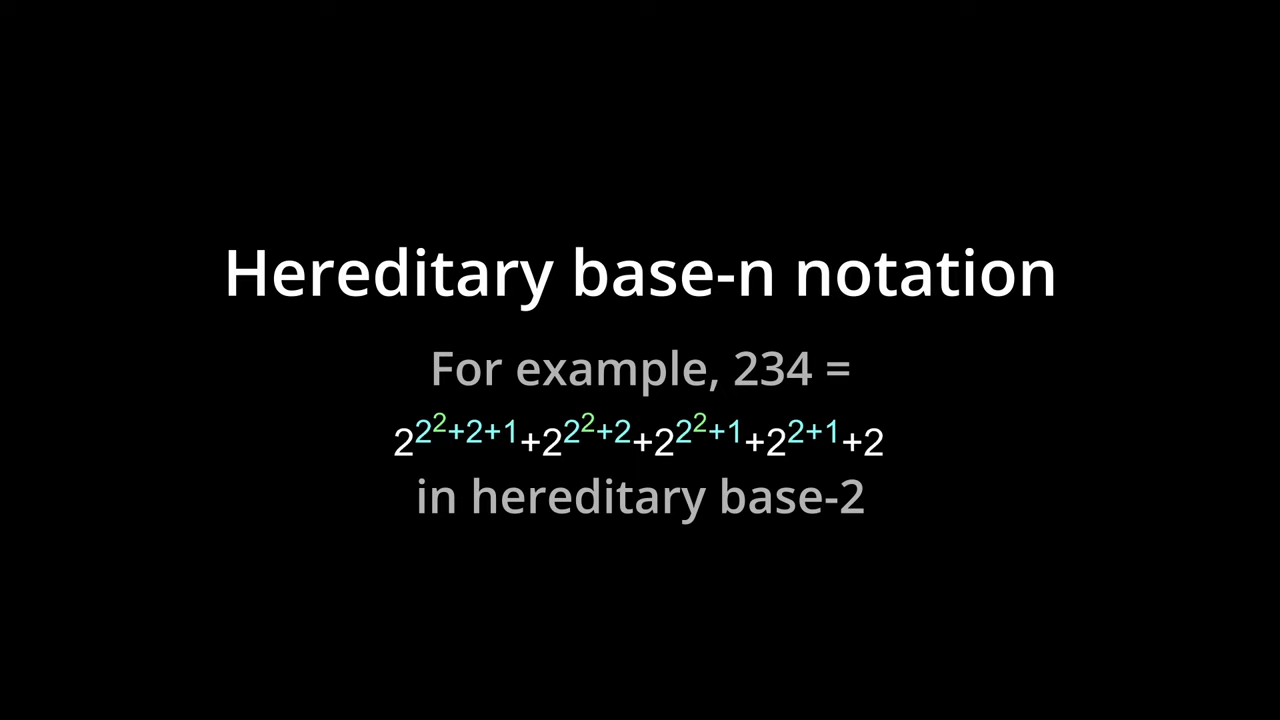 Hereditary base-n notation
For example, 234 =
2^(2^2+2+1)+2^(2^2+2)+2^(2^2+1)+2^(2+1)+2
in hereditary base-2